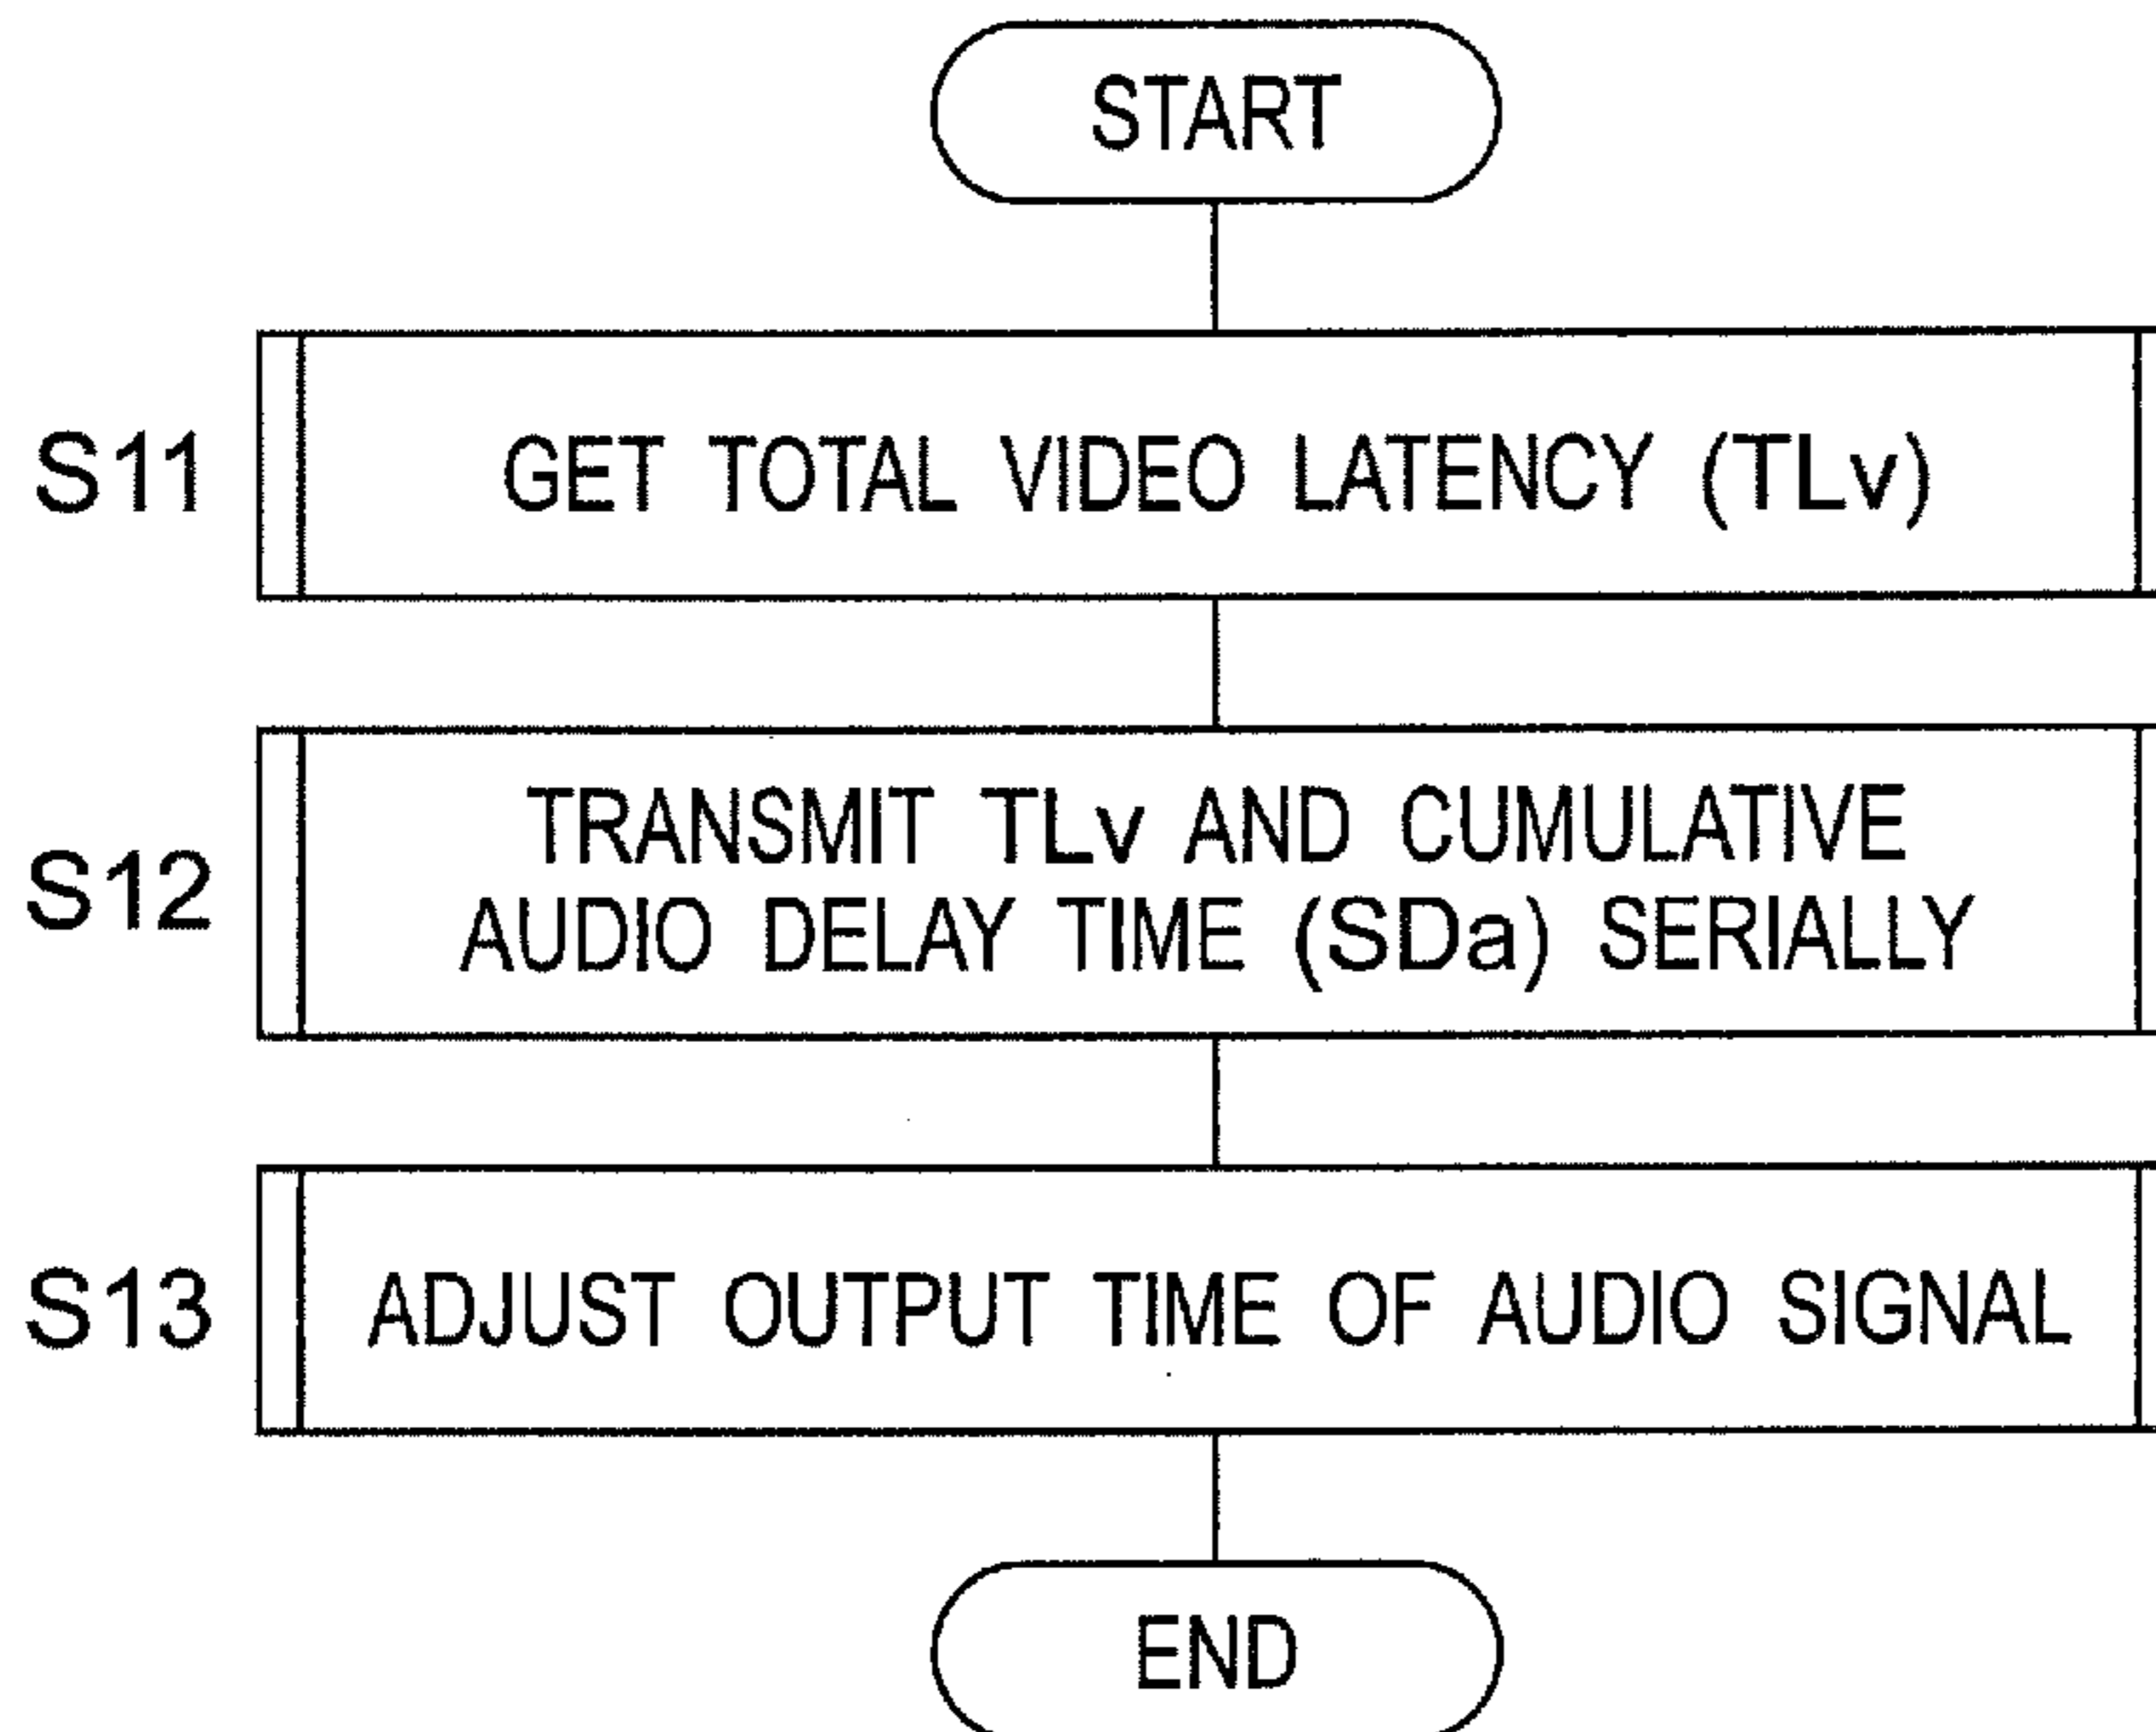 START
S11
GET TOTAL VIDEO LATENCY (TLv)
S12
TRANSMIT TLv AND CUMULATIVE
AUDIO DELAY TIME (SDa) SERIALLY
S13
ADJUST OUTPUT TIME OF AUDIO SIGNAL
END